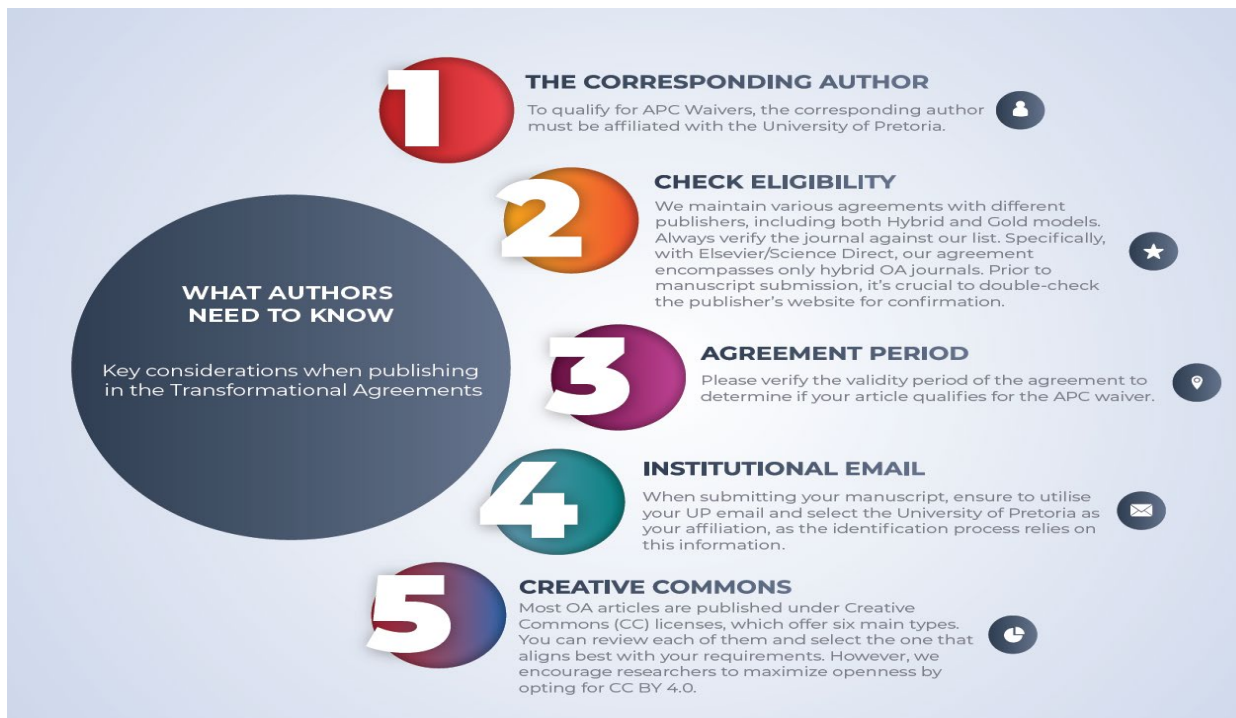 WHAT AUTHORS
NEED TO KNOW
Key considerations when publishing
in the Transformational Agreements
1
THE CORRESPONDING AUTHOR
To qualify for APC Waivers, the corresponding author
must be affiliated with the University of Pretoria.
2
CHECK ELIGIBILITY
We maintain various agreements with different
publishers, including both Hybrid and Gold models.
Always verify the journal against our list. Specifically,
with Elsevier/Science Direct, our agreement
encompasses only hybrid OA journals. Prior to
manuscript submission, it's crucial to double-check
the publisher's website for confirmation.
3
AGREEMENT PERIOD
Please verify the validity period of the agreement to
determine if your article qualifies for the APC waiver.
4
INSTITUTIONAL EMAIL
When submitting your manuscript, ensure to utilise
your UP email and select the University of Pretoria as
your affiliation, as the identification process relies on
this information.
5
CREATIVE COMMONS
Most OA articles are published under Creative
Commons (CC) licenses, which offer six main types.
You can review each of them and select the one that
aligns best with your requirements. However, we
encourage researchers to maximize openness by
opting for CC BY 4.0.